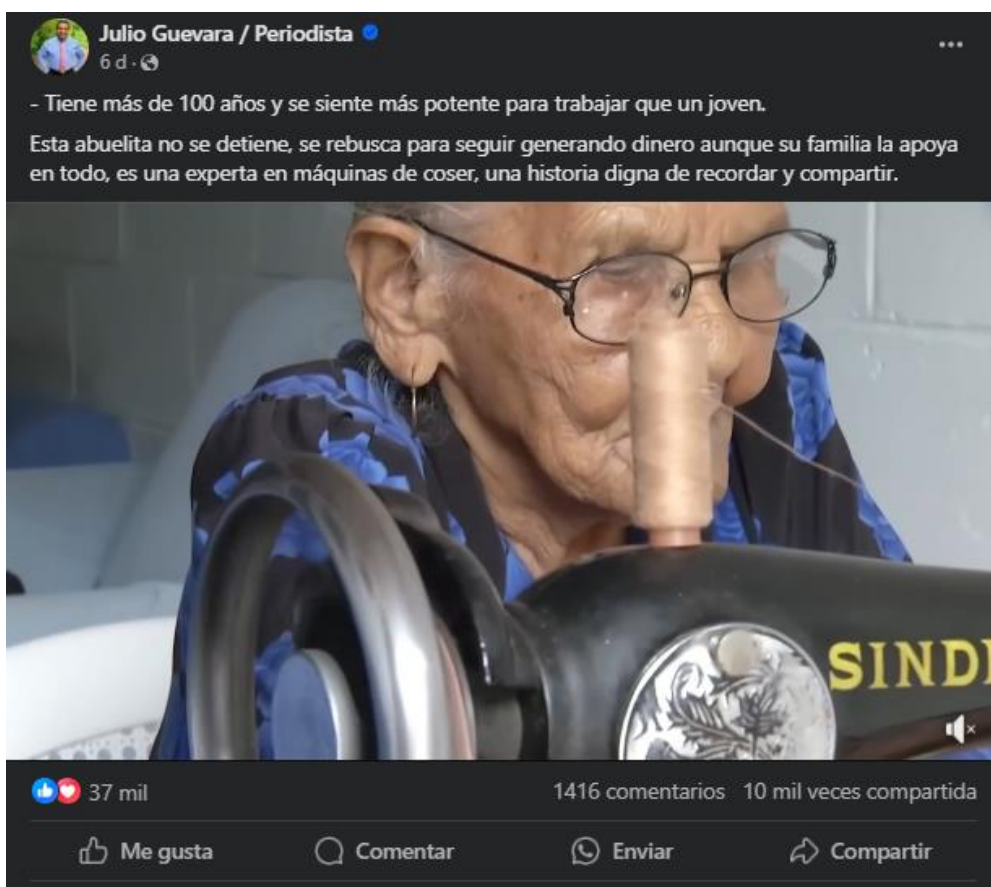 Julio Guevara / Periodista
6 d ·
- Tiene más de 100 años y se siente más potente para trabajar que un joven.
Esta abuelita no se detiene, se rebusca para seguir generando dinero aunque su familia la apoya
en todo, es una experta en máquinas de coser, una historia digna de recordar y compartir.
SIND
37 mil 1416 comentarios 10 mil veces compartida
Me gusta Comentar Enviar Compartir